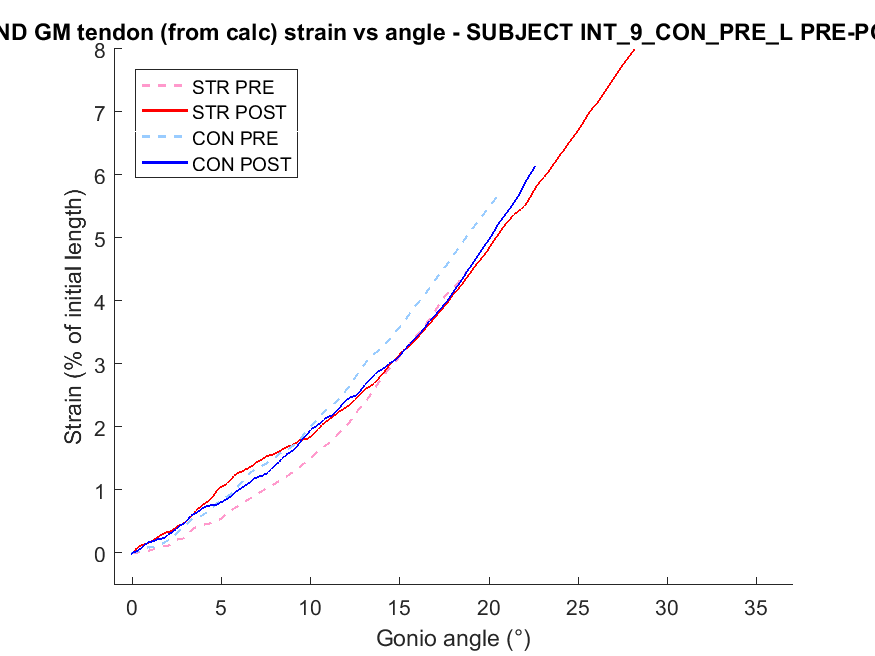 ND GM tendon (from calc) strain vs angle - SUBJECT INT_9_CON_PRE_L PRE-PO
8
7
6
5
4
3
2
1
0
Strain (% of initial length)
STR PRE
STR POST
CON PRE
CON POST
0 5 10 15 20 25 30 35
Gonio angle (°)